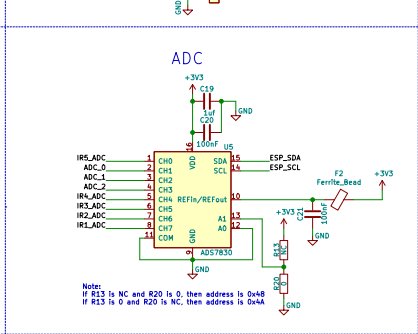 ADC
+3V3
C19
1uf
GND
C20
100nF
U5
16
VDD
IR5_ADC 1 CH0 SDA 15 ESP_SDA
ADC_0 2 CH1 SCL 14 ESP_SCL
ADC_1 3 CH2
ADC_2 4 CH3
IR4_ADC 5 CH4 REFin/REFout 10
IR3_ADC 6 CH5
IR2_ADC 7 CH6 A1 13
IR1_ADC 8 CH7 A0 12
11 COM
GND
9
ADS7830
GND
F2
Ferrite_Bead
+3V3
C21
100nF
GND
+3V3
R13
NC
R20
0
GND
Note:
If R13 is NC and R20 is 0, then address is 0x48
If R13 is 0 and R20 is NC, then address is 0x4A